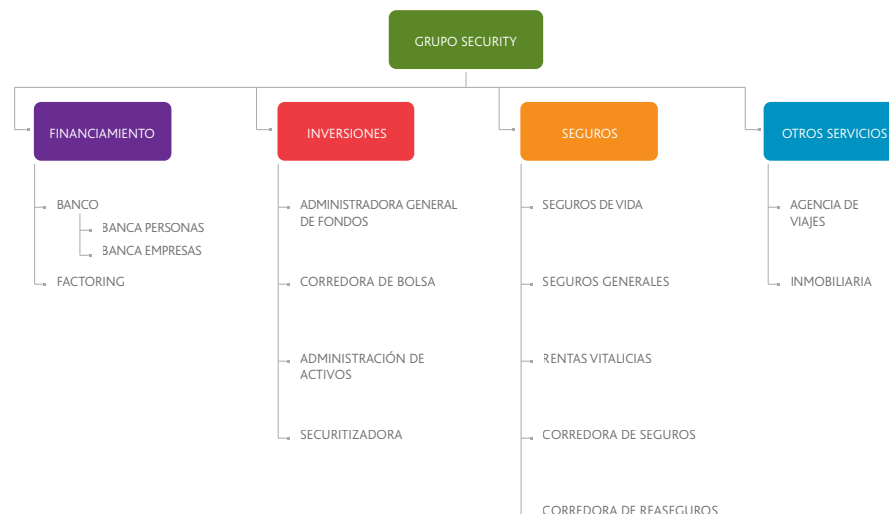 GRUPO SECURITY
FINANCIAMIENTO
BANCO
BANCA PERSONAS
BANCA EMPRESAS
FACTORING
INVERSIONES
ADMINISTRADORA GENERAL
DE FONDOS
CORREDORA DE BOLSA
ADMINISTRACIÓN DE
ACTIVOS
SECURITIZADORA
SEGUROS
SEGUROS DE VIDA
SEGUROS GENERALES
RENTAS VITALICIAS
CORREDORA DE SEGUROS
CORREDORA DE REASEGUROS
OTROS SERVICIOS
AGENCIA DE
VIAJES
INMOBILIARIA